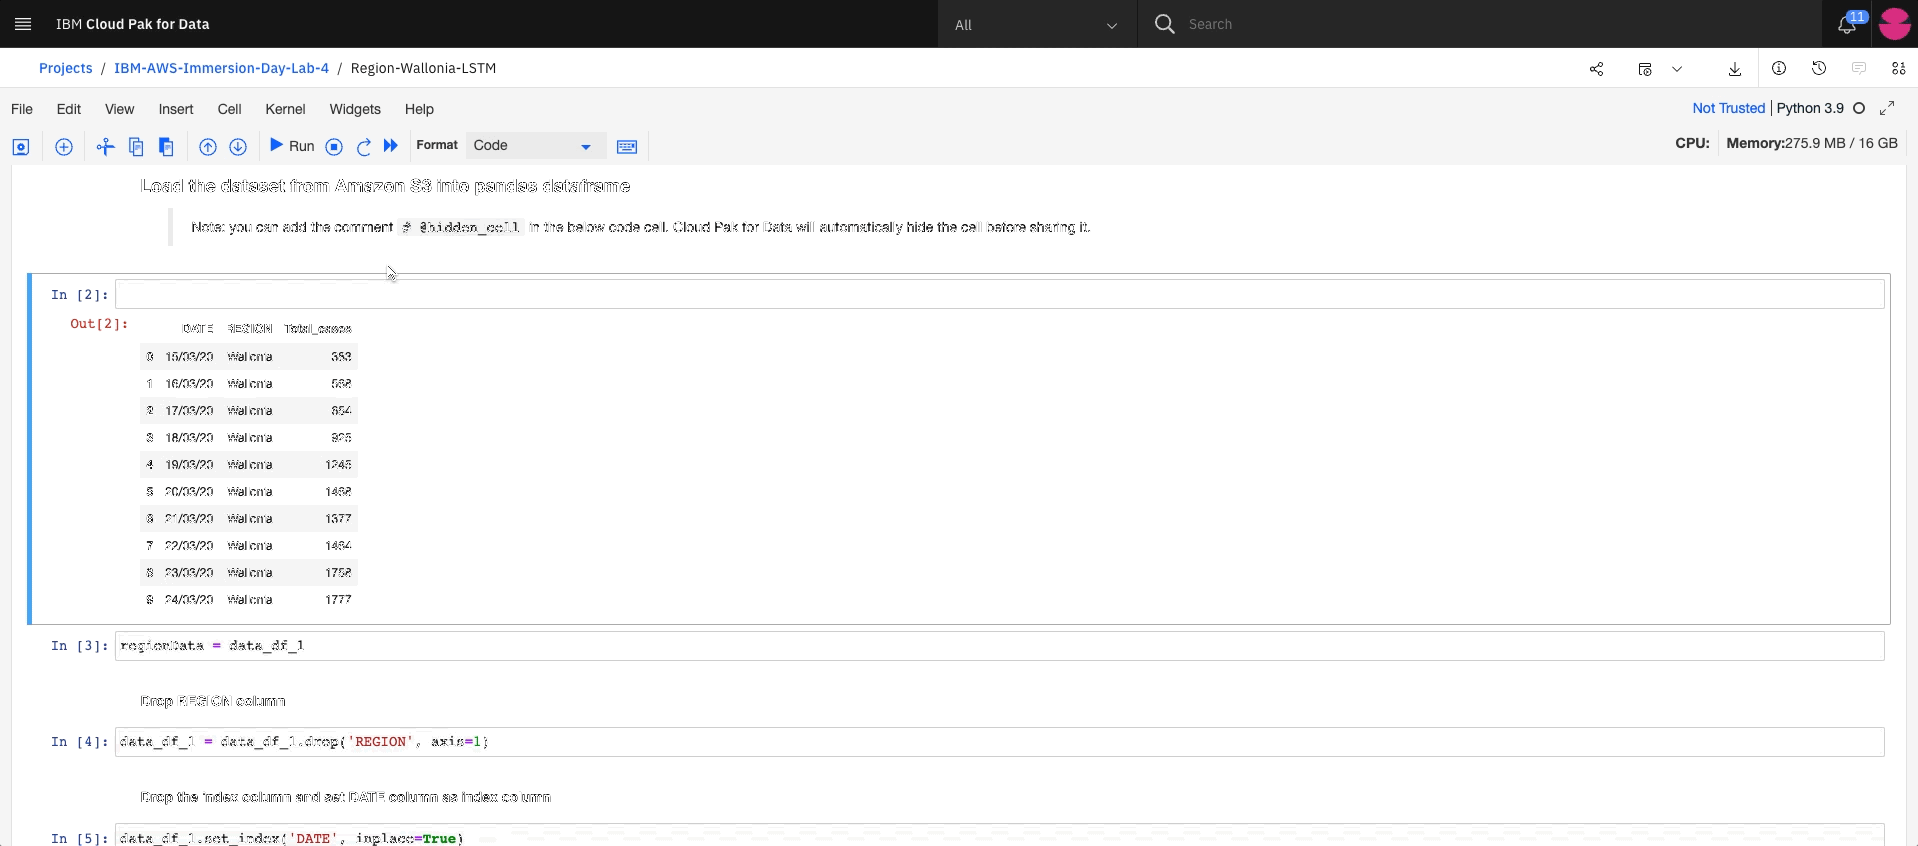 IBM Cloud Pak for Data All Search 11
Projects / IBM-AWS-Immersion-Day-Lab-4 / Region-Wallonia-LSTM
File Edit View Insert Cell Kernel Widgets Help Not Trusted Python 3.9
Run Format Code CPU: Memory:275.9 MB / 16 GB
Load the dataset from Amazon S3 into pandas dataframe
Note: you can add the comment # @hidden_cell in the below code cell. Cloud Pak for Data will automatically hide the cell before sharing it.
In [2]:
Out[2]:
DATE REGION Total_cases
0 15/03/20 Wallonia
1 16/03/20 Wallonia
2 17/03/20 Wallonia
3 18/03/20 Wallonia
4 19/03/20 Wallonia
5 20/03/20 Wallonia
6 21/03/20 Wallonia 1377
7 22/03/20 Wallonia
8 23/03/20 Wallonia
9 24/03/20 Wallonia 1777
In [3]: regionData = data_df_1
Drop REGION column
In [4]: data_df_1 = data_df_1.drop('REGION', axis=1)
Drop the index column and set DATE column as index column
In [5]: data_df_1.set_index('DATE', inplace=True)